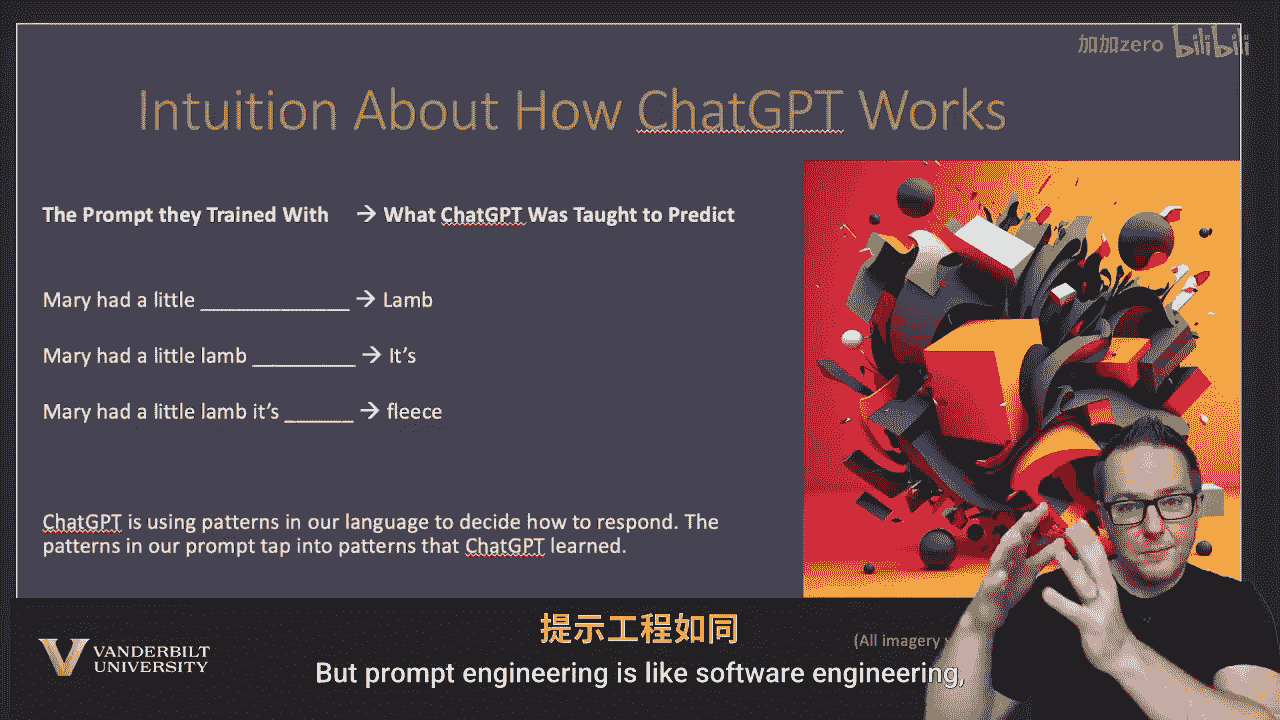 加加zero bilibili
Intuition About How ChatGPT Works
The Prompt they Trained With → What ChatGPT Was Taught to Predict
Mary had a little ______________ → Lamb
Mary had a little lamb __________ → It’s
Mary had a little lamb it’s ______ → fleece
ChatGPT is using patterns in our language to decide how to respond. The
patterns in our prompt tap into patterns that ChatGPT learned.
VANDERBILT
UNIVERSITY
(All imagery
提示工程如同
But prompt engineering is like software engineering,